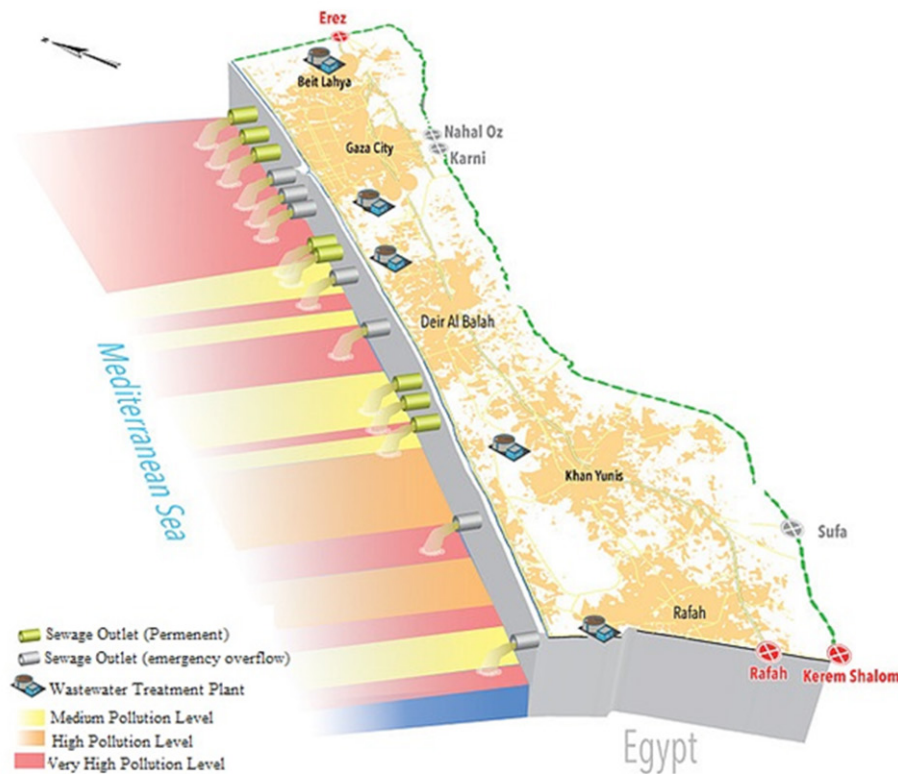 Erez
Beit Lahya
Nahal Oz
Gaza City
Karni
Deir Al Balah
Mediterranean Sea
Khan Yunis
Sufa
Rafah
Sewage Outlet (Permenent)
Sewage Outlet (emergency overflow)
Rafah
Kerem Shalom
Wastewater Treatment Plant
Medium Pollution Level
High Pollution Level
Very High Pollution Level
Egypt